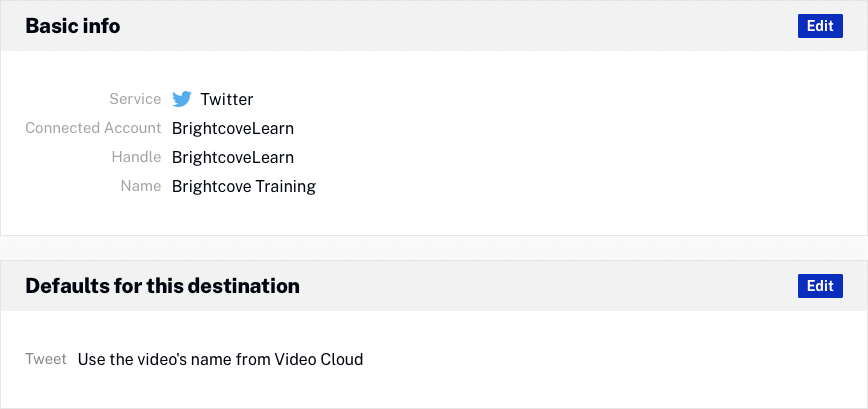 Basic info
Edit
Service Twitter
Connected Account BrightcoveLearn
Handle BrightcoveLearn
Name Brightcove Training
Defaults for this destination
Edit
Tweet Use the video's name from Video Cloud